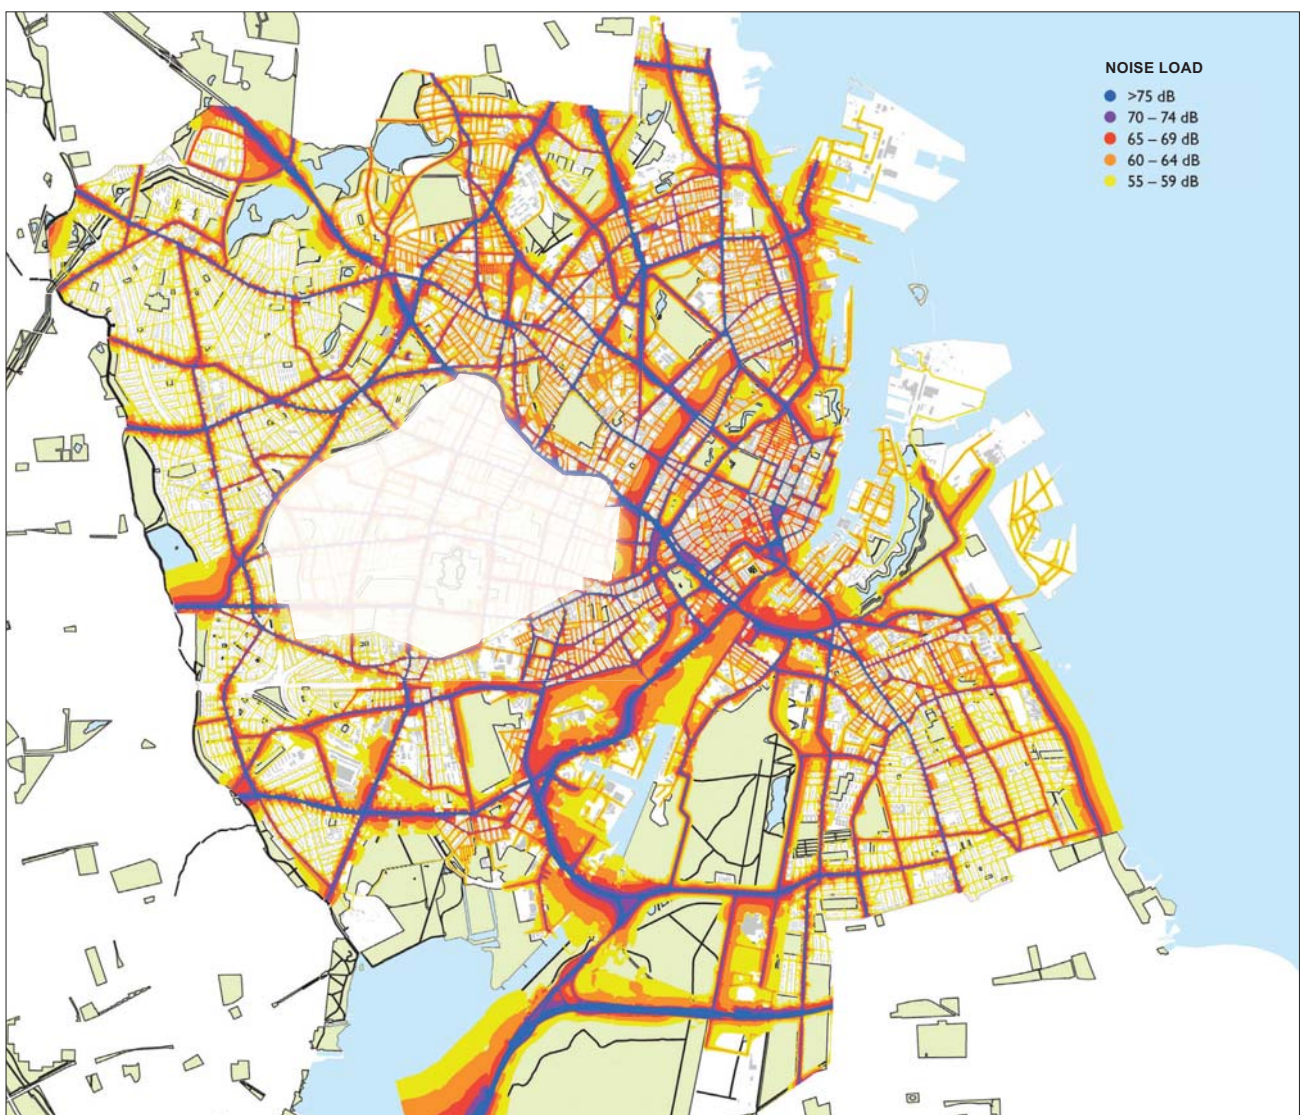 NOISE LOAD
>75 dB
70 – 74 dB
65 – 69 dB
60 – 64 dB
55 – 59 dB